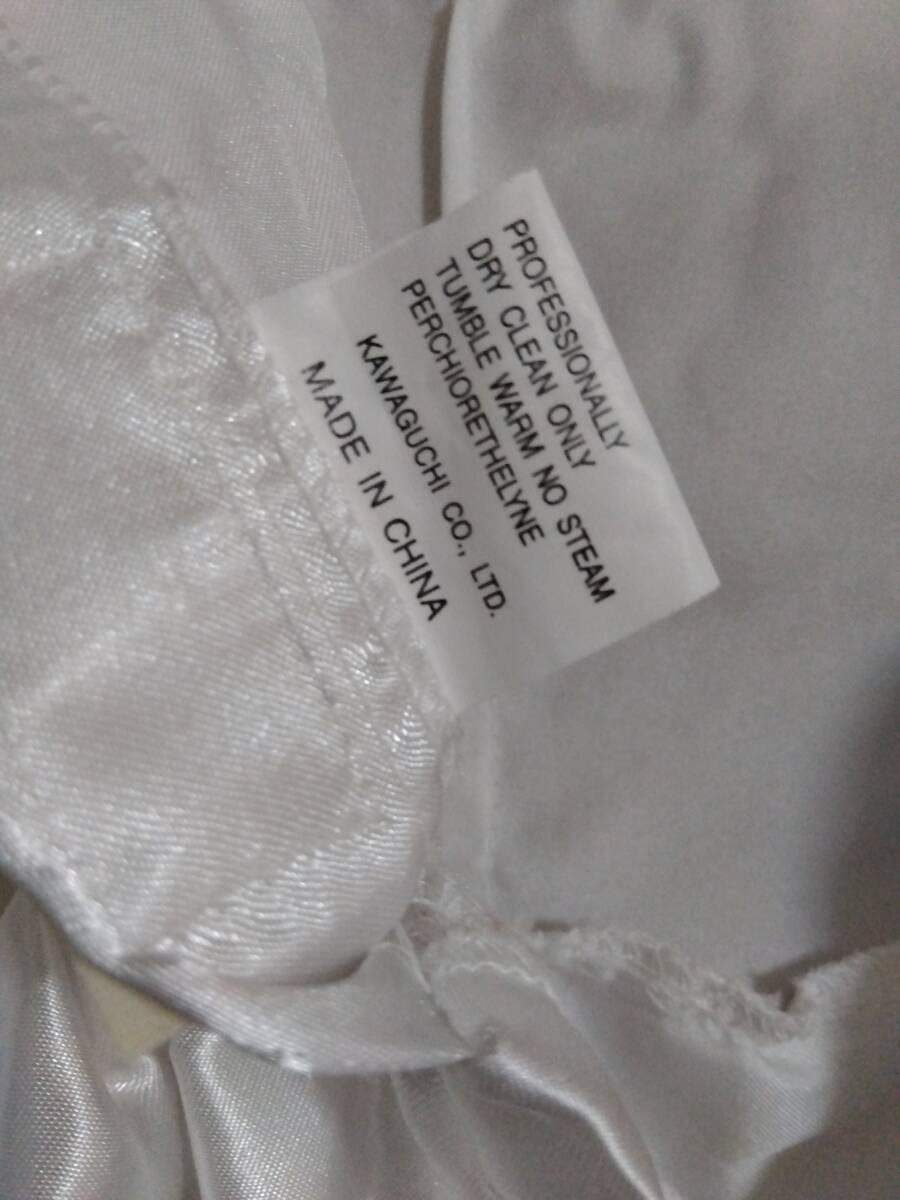 PROFESSIONALLY
DRY CLEAN ONLY
TUMBLE WARM NO STEAM
PERCHIORETHELYNE
KAWAGUCHI CO., LTD.
MADE IN CHINA